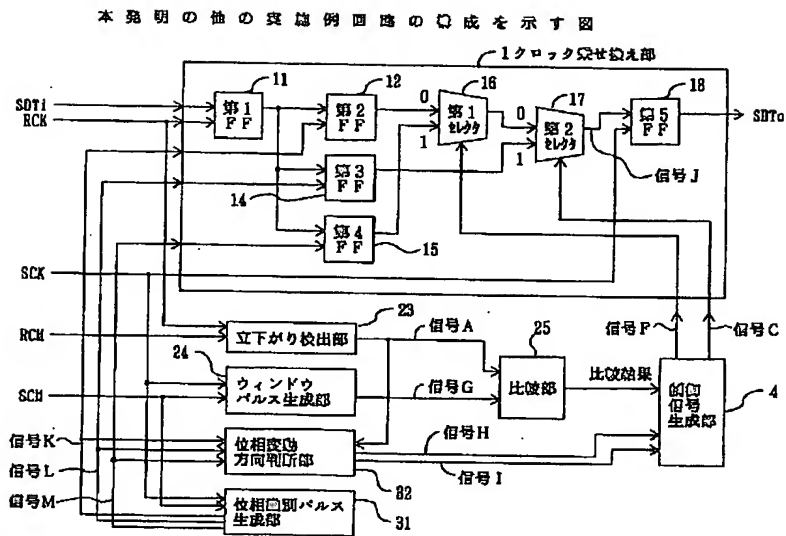 本発明の他の実施例回路の構成を示す図
1クロック乗せ換え部
11
12
16
17
18
SDTi
RCK
第1
FF
第2
FF
0
1
第1
セレクタ
0
1
第2
セレクタ
第5
FF
SDTo
信号J
第3
FF
14
第4
FF
15
SCK
23
信号F
信号C
RCM
立下がり検出部
信号A
25
24
ウィンドウ
パルス生成部
信号G
比較部
比較結果
制御
信号
生成部
4
SCM
信号K
位相変動
方向判断部
信号H
信号L
信号I
32
信号M
位相回別パルス
生成部
31